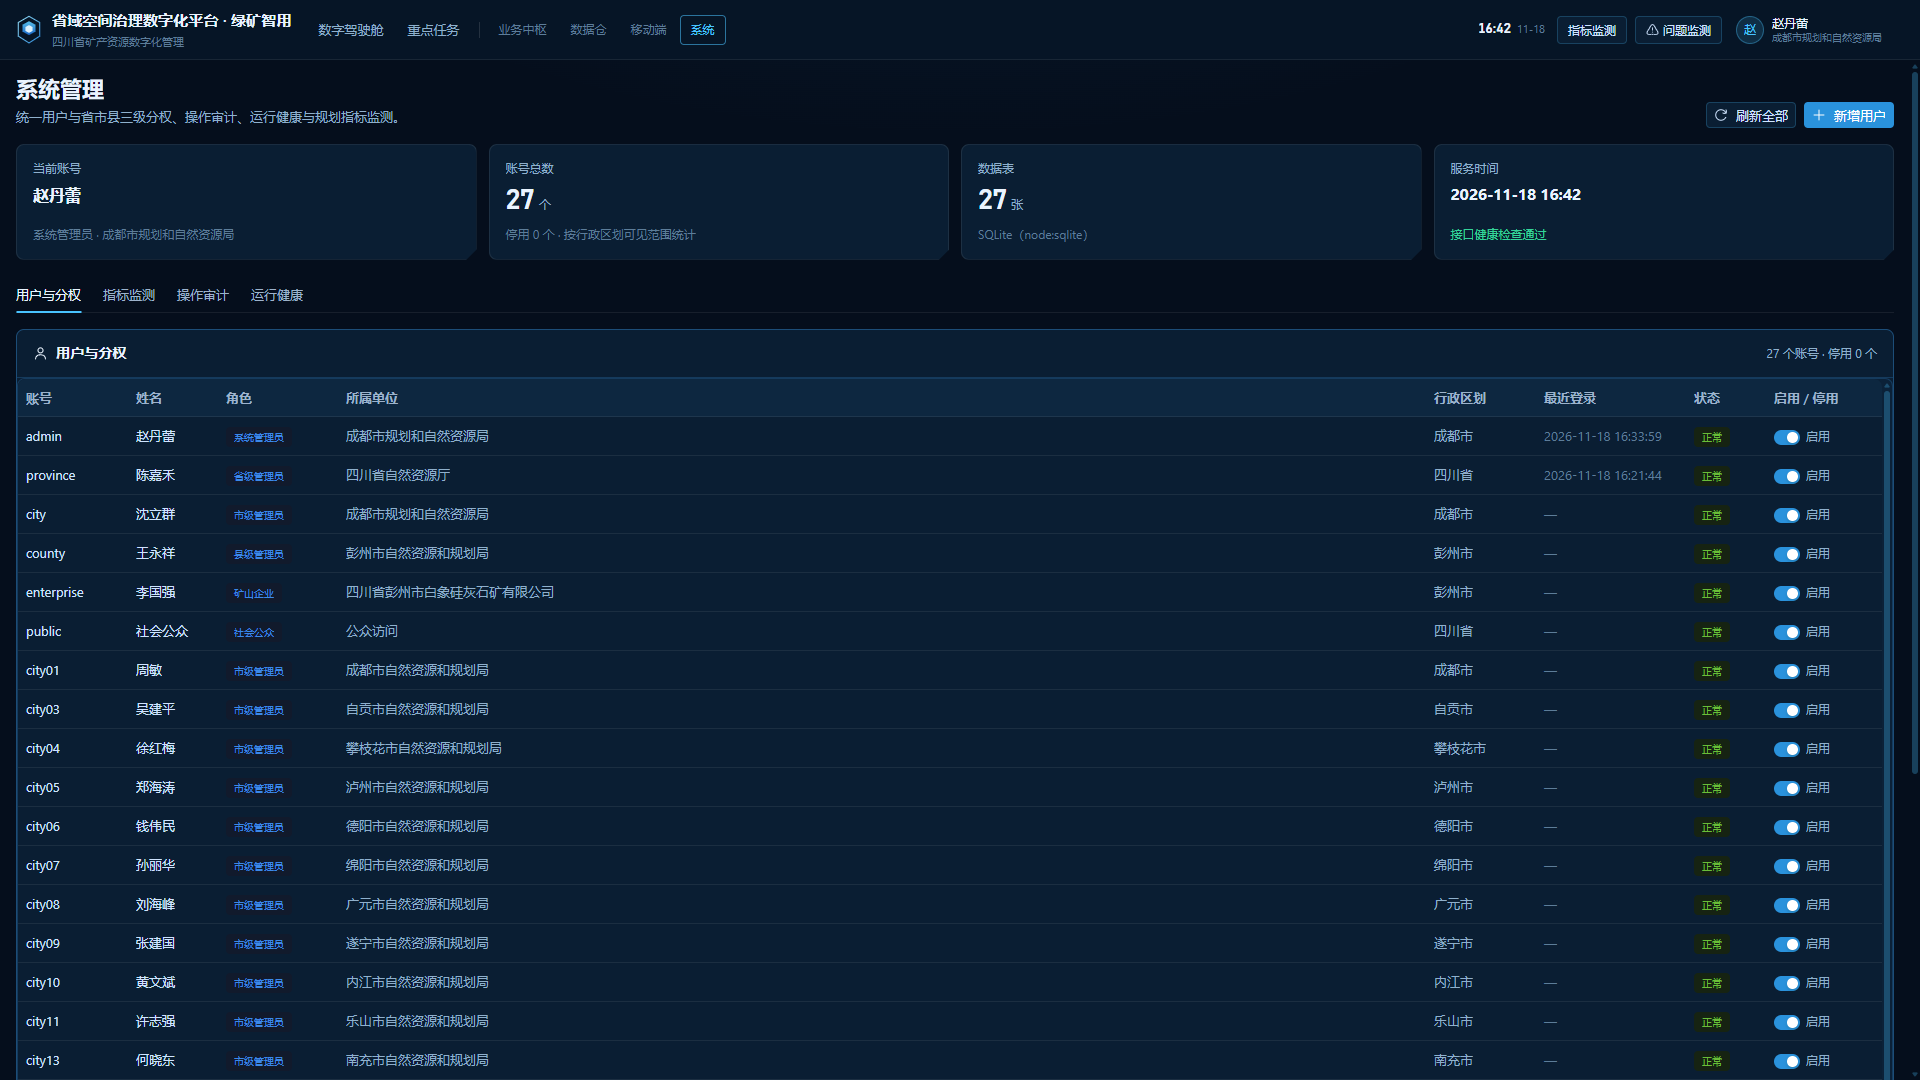 省域空间治理数字化平台 · 绿矿智用
四川省矿产资源数字化管理
数字驾驶舱 重点任务 业务中枢 数据仓 移动端 系统
16:42 11-18 指标监测 问题监测 赵 赵丹蕾
成都市规划和自然资源局
系统管理
统一用户与省市县三级分权、操作审计、运行健康与规划指标监测。
刷新全部 新增用户
当前账号
赵丹蕾
系统管理员 · 成都市规划和自然资源局
账号总数
27 个
停用 0 个 · 按行政区划可见范围统计
数据表
27 张
SQLite（node:sqlite）
服务时间
2026-11-18 16:42
接口健康检查通过
用户与分权 指标监测 操作审计 运行健康
用户与分权 27 个账号 · 停用 0 个
账号 姓名 角色 所属单位 行政区划 最近登录 状态 启用 / 停用
admin 赵丹蕾 系统管理员 成都市规划和自然资源局 成都市 2026-11-18 16:33:59 正常 启用
province 陈嘉禾 省级管理员 四川省自然资源厅 四川省 2026-11-18 16:21:44 正常 启用
city 沈立群 市级管理员 成都市规划和自然资源局 成都市 — 正常 启用
county 王永祥 县级管理员 彭州市自然资源和规划局 彭州市 — 正常 启用
enterprise 李国强 矿山企业 四川省彭州市白象硅灰石矿有限公司 彭州市 — 正常 启用
public 社会公众 社会公众 公众访问 四川省 — 正常 启用
city01 周敏 市级管理员 成都市自然资源和规划局 成都市 — 正常 启用
city03 吴建平 市级管理员 自贡市自然资源和规划局 自贡市 — 正常 启用
city04 徐红梅 市级管理员 攀枝花市自然资源和规划局 攀枝花市 — 正常 启用
city05 郑海涛 市级管理员 泸州市自然资源和规划局 泸州市 — 正常 启用
city06 钱伟民 市级管理员 德阳市自然资源和规划局 德阳市 — 正常 启用
city07 孙丽华 市级管理员 绵阳市自然资源和规划局 绵阳市 — 正常 启用
city08 刘海峰 市级管理员 广元市自然资源和规划局 广元市 — 正常 启用
city09 张建国 市级管理员 遂宁市自然资源和规划局 遂宁市 — 正常 启用
city10 黄文斌 市级管理员 内江市自然资源和规划局 内江市 — 正常 启用
city11 许志强 市级管理员 乐山市自然资源和规划局 乐山市 — 正常 启用
city13 何晓东 市级管理员 南充市自然资源和规划局 南充市 — 正常 启用